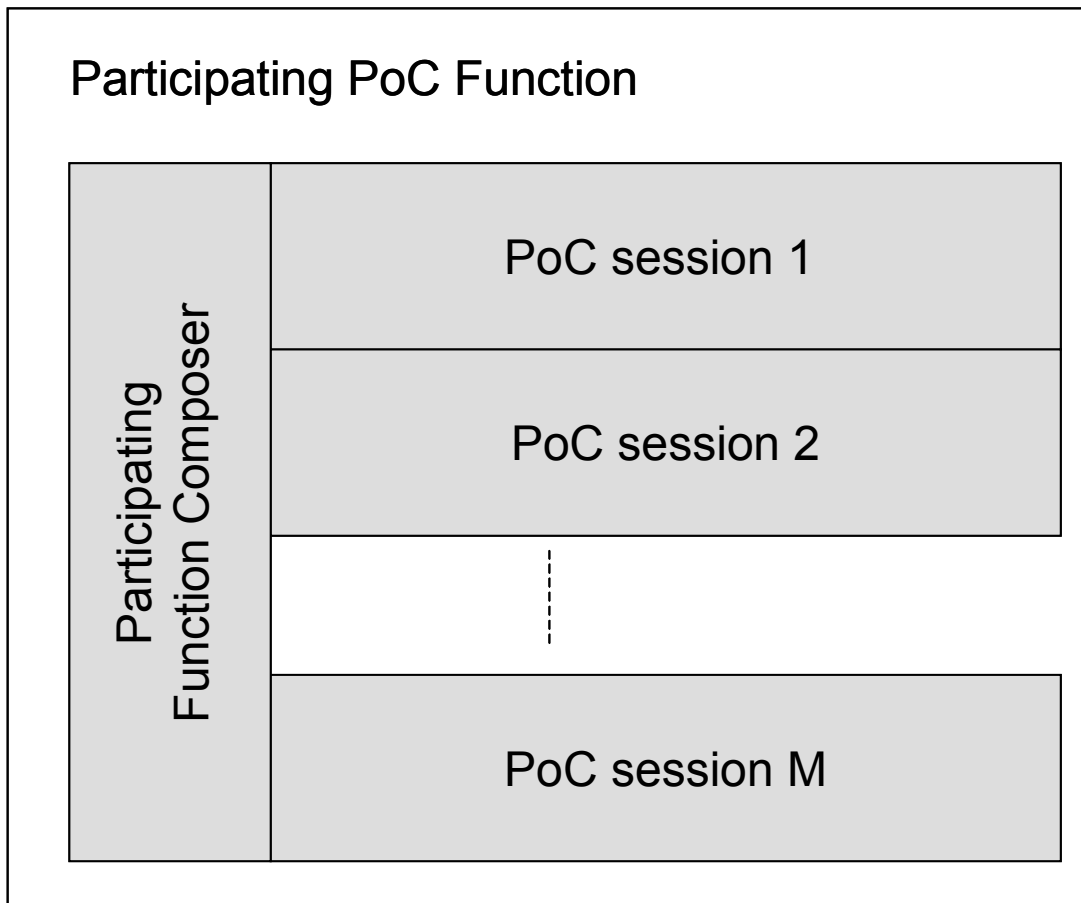 Participating PoC Function
Participating
Function Composer
PoC session 1
PoC session 2
PoC session M